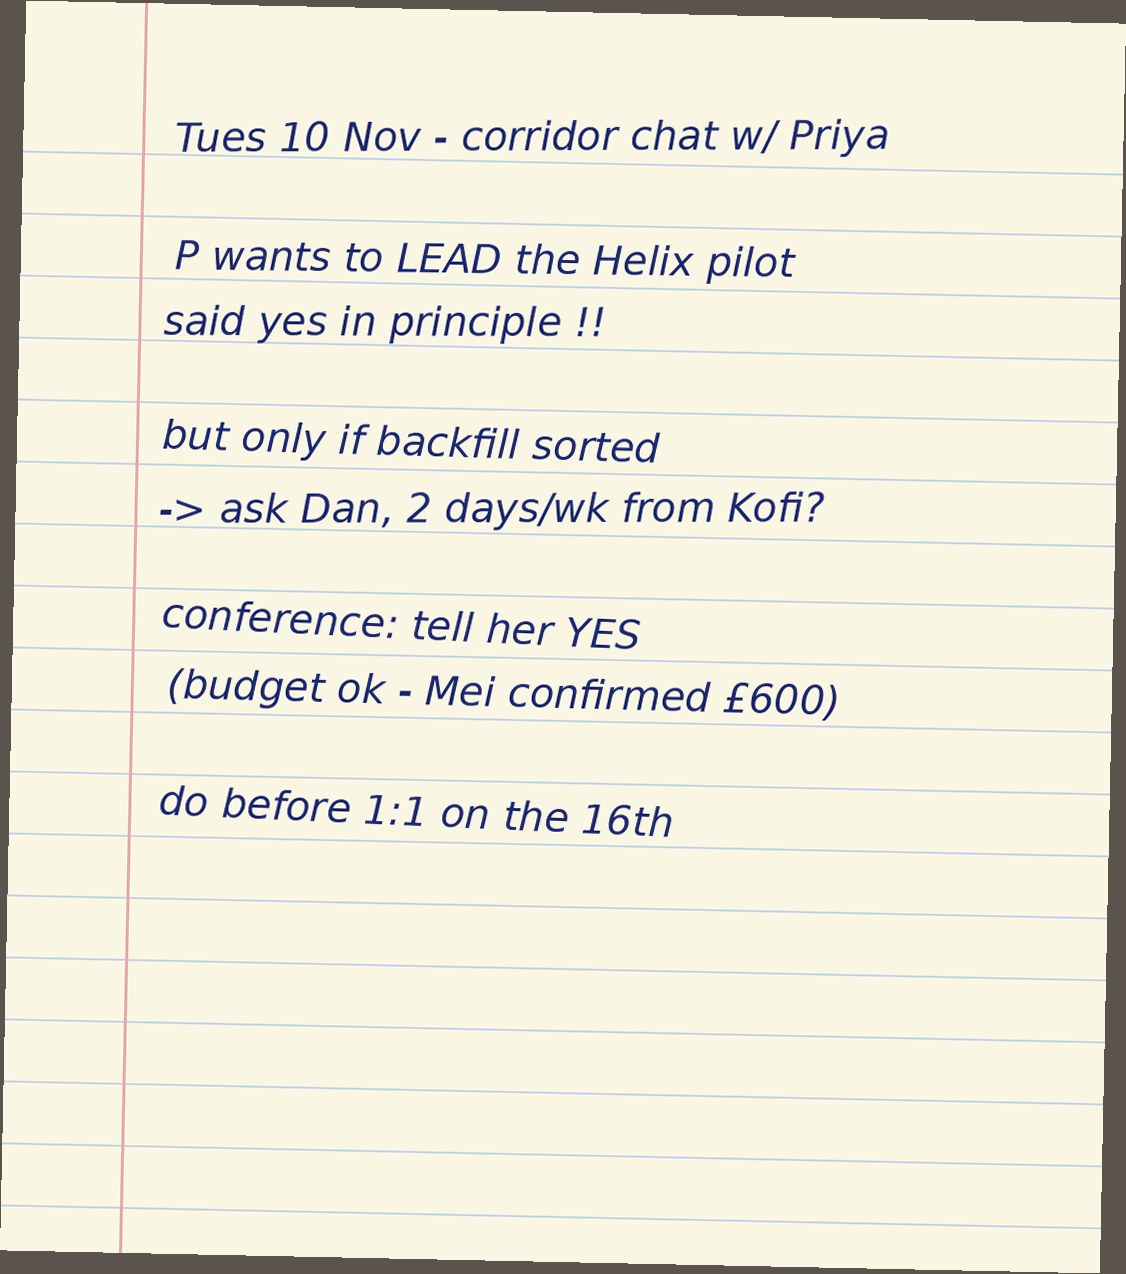 Tues 10 Nov - corridor chat w/ Priya
P wants to LEAD the Helix pilot
said yes in principle !!
but only if backfill sorted
-> ask Dan, 2 days/wk from Kofi?
conference: tell her YES
(budget ok - Mei confirmed £600)
do before 1:1 on the 16th